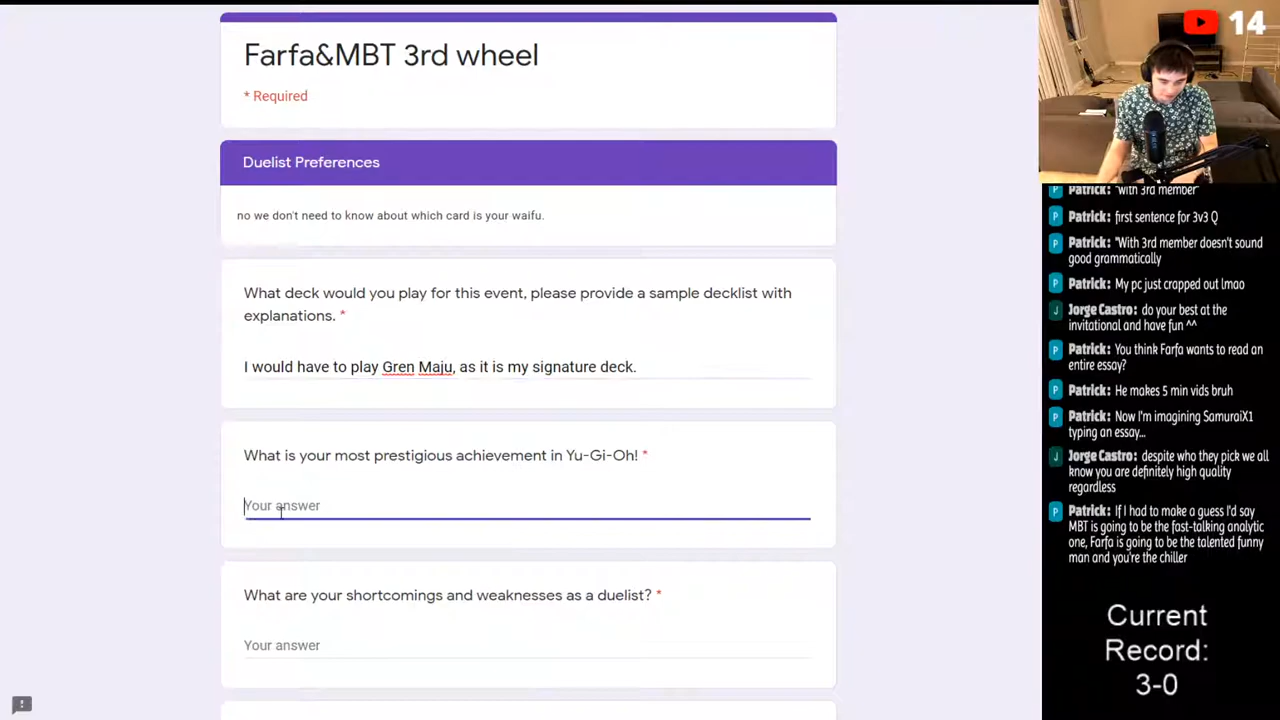 Farfa&MBT 3rd wheel
* Required
Duelist Preferences
no we don't need to know about which card is your waifu.
What deck would you play for this event, please provide a sample decklist with
explanations. *
I would have to play Gren Maju, as it is my signature deck.
What is your most prestigious achievement in Yu-Gi-Oh! *
Your answer
What are your shortcomings and weaknesses as a duelist? *
Your answer
14
P Patrick: "with 3rd member"
P Patrick: first sentence for 3v3 Q
P Patrick: "With 3rd member doesn't sound
good grammatically
P Patrick: My pc just crapped out lmao
J Jorge Castro: do your best at the
invitational and have fun ^^
P Patrick: You think Farfa wants to read an
entire essay?
P Patrick: He makes 5 min vids bruh
P Patrick: Now I'm imagining SamuraiX1
typing an essay...
J Jorge Castro: despite who they pick we all
know you are definitely high quality
regardless
P Patrick: If I had to make a guess I'd say
MBT is going to be the fast-talking analytic
one, Farfa is going to be the talented funny
man and you're the chiller
Current
Record:
3-0